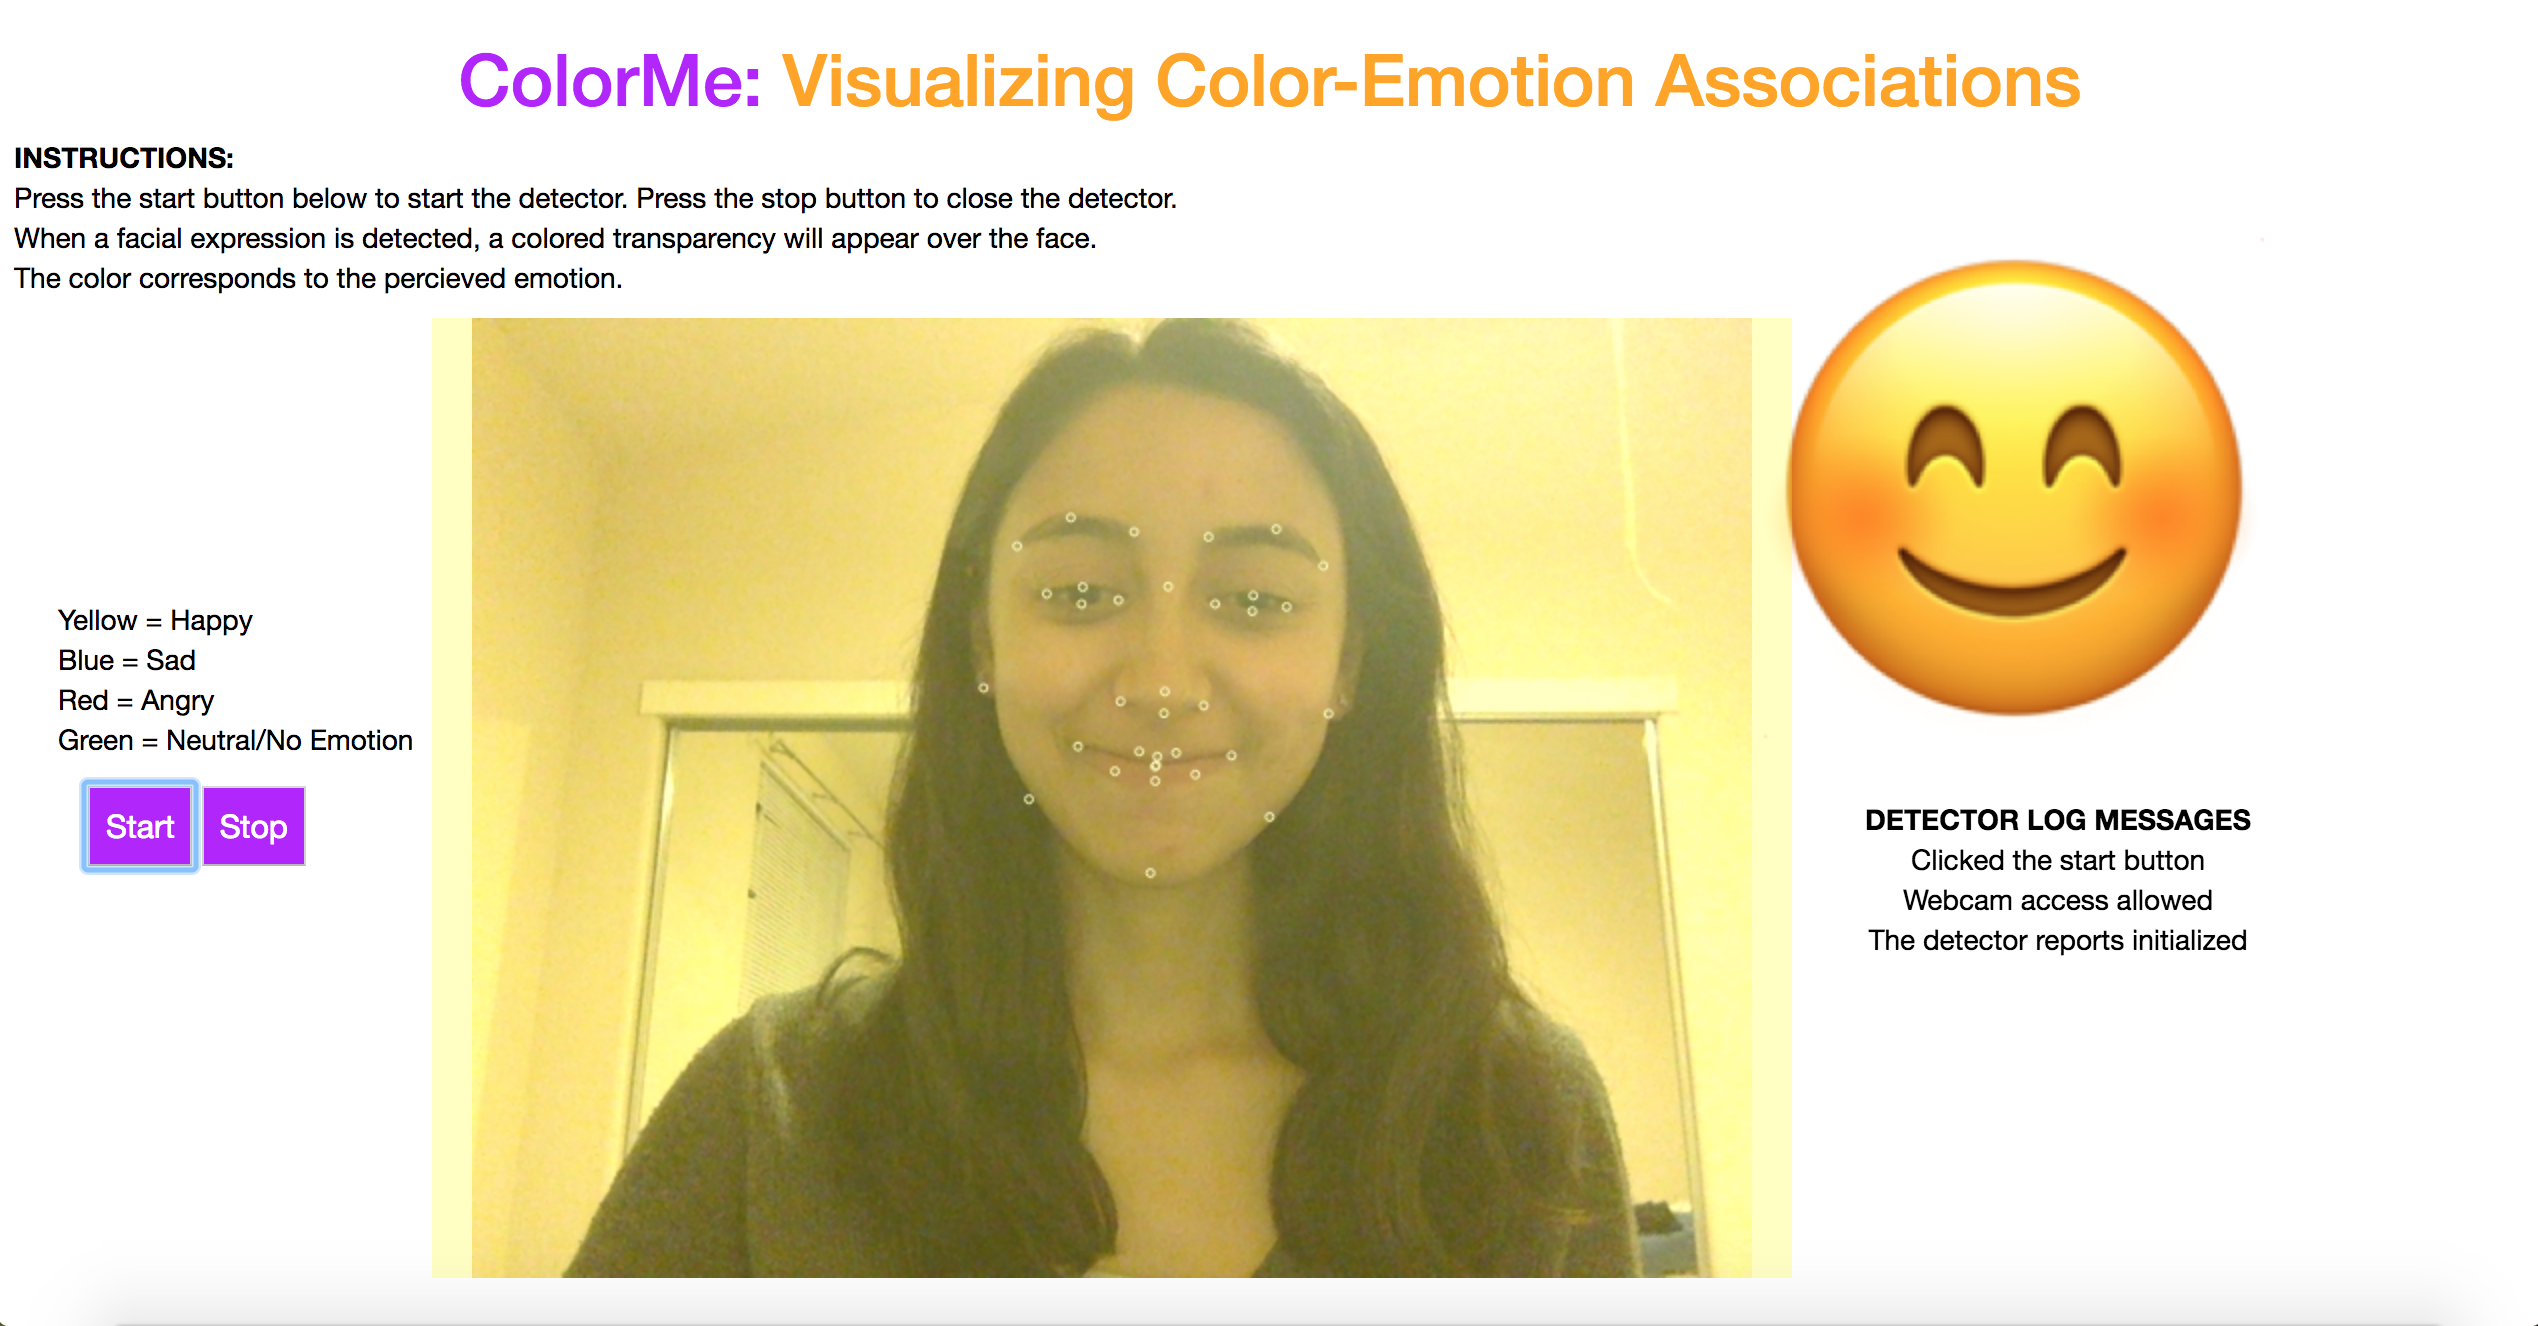 ColorMe: Visualizing Color-Emotion Associations
INSTRUCTIONS:
Press the start button below to start the detector. Press the stop button to close the detector.
When a facial expression is detected, a colored transparency will appear over the face.
The color corresponds to the percieved emotion.
Yellow = Happy
Blue = Sad
Red = Angry
Green = Neutral/No Emotion
Start
Stop
DETECTOR LOG MESSAGES
Clicked the start button
Webcam access allowed
The detector reports initialized